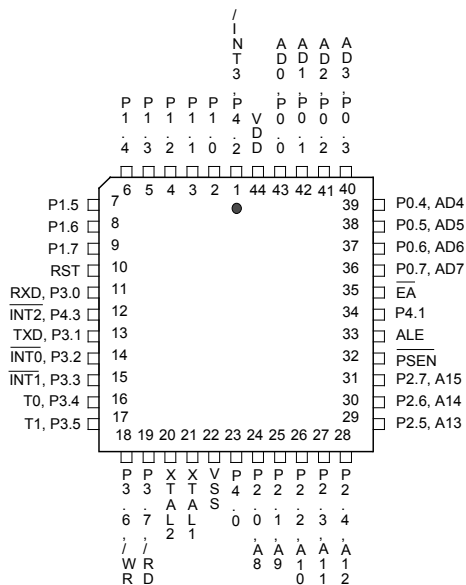 /INT3,P4.2
AD0,P0.0
AD1,P0.1
AD2,P0.2
AD3,P0.3
P1.4
P1.3
P1.2
P1.1
P1.0
VDD
6 5 4 3 2 1 44 43 42 41 40
P1.5 7
P1.6 8
P1.7 9
RST 10
RXD, P3.0 11
INT2, P4.3 12
TXD, P3.1 13
INT0, P3.2 14
INT1, P3.3 15
T0, P3.4 16
T1, P3.5 17
39 P0.4, AD4
38 P0.5, AD5
37 P0.6, AD6
36 P0.7, AD7
35 EA
34 P4.1
33 ALE
32 PSEN
31 P2.7, A15
30 P2.6, A14
29 P2.5, A13
18 19 20 21 22 23 24 25 26 27 28
P3.6,/WR
P3.7,/RD
XTAL2
XTAL1
VSS
P4.0
P2.0,A8
P2.1,A9
P2.2,A10
P2.3,A11
P2.4,A12